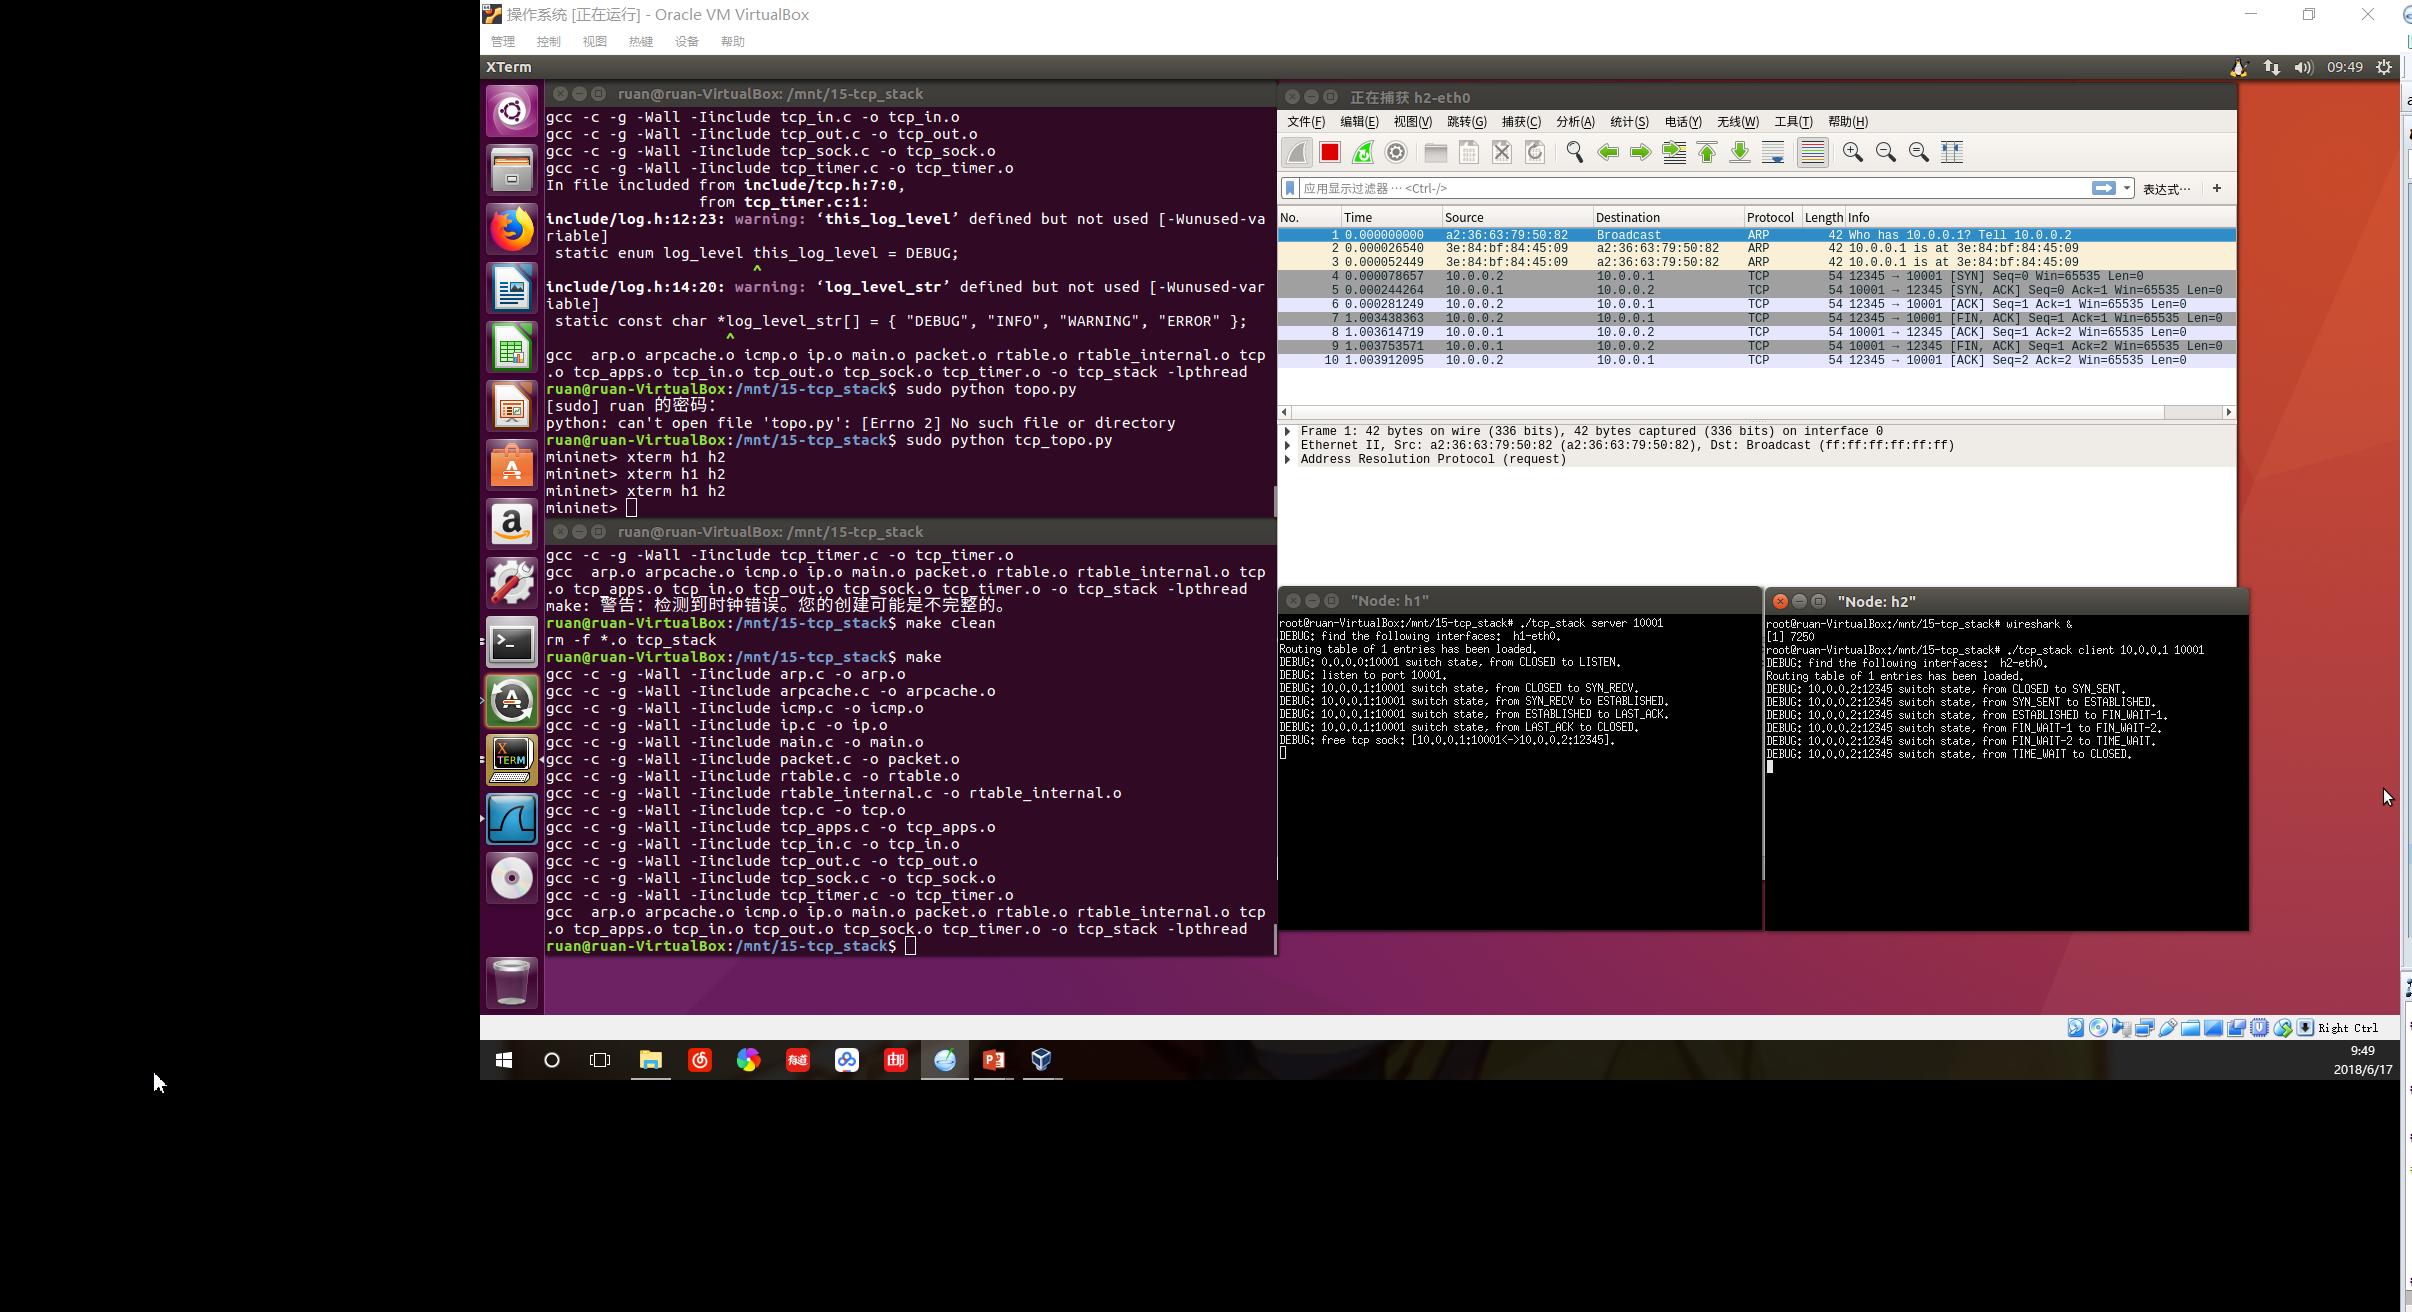 操作系统 [正在运行] - Oracle VM VirtualBox
管理 控制 视图 热键 设备 帮助
XTerm
09:49
ruan@ruan-VirtualBox: /mnt/15-tcp_stack
gcc -c -g -Wall -Iinclude tcp_in.c -o tcp_in.o
gcc -c -g -Wall -Iinclude tcp_out.c -o tcp_out.o
gcc -c -g -Wall -Iinclude tcp_sock.c -o tcp_sock.o
gcc -c -g -Wall -Iinclude tcp_timer.c -o tcp_timer.o
In file included from include/tcp.h:7:0,
from tcp_timer.c:1:
include/log.h:12:23: warning: ‘this_log_level’ defined but not used [-Wunused-va
riable]
static enum log_level this_log_level = DEBUG;
^
include/log.h:14:20: warning: ‘log_level_str’ defined but not used [-Wunused-var
iable]
static const char *log_level_str[] = { "DEBUG", "INFO", "WARNING", "ERROR" };
^
gcc  arp.o arpcache.o icmp.o ip.o main.o packet.o rtable.o rtable_internal.o tcp
.o tcp_apps.o tcp_in.o tcp_out.o tcp_sock.o tcp_timer.o -o tcp_stack -lpthread
ruan@ruan-VirtualBox:/mnt/15-tcp_stack$ sudo python topo.py
[sudo] ruan 的密码：
python: can't open file 'topo.py': [Errno 2] No such file or directory
ruan@ruan-VirtualBox:/mnt/15-tcp_stack$ sudo python tcp_topo.py
mininet> xterm h1 h2
mininet> xterm h1 h2
mininet> xterm h1 h2
mininet>
ruan@ruan-VirtualBox: /mnt/15-tcp_stack
gcc -c -g -Wall -Iinclude tcp_timer.c -o tcp_timer.o
gcc  arp.o arpcache.o icmp.o ip.o main.o packet.o rtable.o rtable_internal.o tcp
.o tcp_apps.o tcp_in.o tcp_out.o tcp_sock.o tcp_timer.o -o tcp_stack -lpthread
make: 警告：检测到时钟错误。您的创建可能是不完整的。
ruan@ruan-VirtualBox:/mnt/15-tcp_stack$ make clean
rm -f *.o tcp_stack
ruan@ruan-VirtualBox:/mnt/15-tcp_stack$ make
gcc -c -g -Wall -Iinclude arp.c -o arp.o
gcc -c -g -Wall -Iinclude arpcache.c -o arpcache.o
gcc -c -g -Wall -Iinclude icmp.c -o icmp.o
gcc -c -g -Wall -Iinclude ip.c -o ip.o
gcc -c -g -Wall -Iinclude main.c -o main.o
gcc -c -g -Wall -Iinclude packet.c -o packet.o
gcc -c -g -Wall -Iinclude rtable.c -o rtable.o
gcc -c -g -Wall -Iinclude rtable_internal.c -o rtable_internal.o
gcc -c -g -Wall -Iinclude tcp.c -o tcp.o
gcc -c -g -Wall -Iinclude tcp_apps.c -o tcp_apps.o
gcc -c -g -Wall -Iinclude tcp_in.c -o tcp_in.o
gcc -c -g -Wall -Iinclude tcp_out.c -o tcp_out.o
gcc -c -g -Wall -Iinclude tcp_sock.c -o tcp_sock.o
gcc -c -g -Wall -Iinclude tcp_timer.c -o tcp_timer.o
gcc  arp.o arpcache.o icmp.o ip.o main.o packet.o rtable.o rtable_internal.o tcp
.o tcp_apps.o tcp_in.o tcp_out.o tcp_sock.o tcp_timer.o -o tcp_stack -lpthread
ruan@ruan-VirtualBox:/mnt/15-tcp_stack$
正在捕获 h2-eth0
文件(F) 编辑(E) 视图(V) 跳转(G) 捕获(C) 分析(A) 统计(S) 电话(Y) 无线(W) 工具(T) 帮助(H)
应用显示过滤器 … <Ctrl-/> 表达式… +
No. Time Source Destination Protocol Length Info
1 0.000000000 a2:36:63:79:50:82 Broadcast ARP 42 Who has 10.0.0.1? Tell 10.0.0.2
2 0.000026540 3e:84:bf:84:45:09 a2:36:63:79:50:82 ARP 42 10.0.0.1 is at 3e:84:bf:84:45:09
3 0.000052449 3e:84:bf:84:45:09 a2:36:63:79:50:82 ARP 42 10.0.0.1 is at 3e:84:bf:84:45:09
4 0.000078657 10.0.0.2 10.0.0.1 TCP 54 12345 → 10001 [SYN] Seq=0 Win=65535 Len=0
5 0.000244264 10.0.0.1 10.0.0.2 TCP 54 10001 → 12345 [SYN, ACK] Seq=0 Ack=1 Win=65535 Len=0
6 0.000281249 10.0.0.2 10.0.0.1 TCP 54 12345 → 10001 [ACK] Seq=1 Ack=1 Win=65535 Len=0
7 1.003438363 10.0.0.2 10.0.0.1 TCP 54 12345 → 10001 [FIN, ACK] Seq=1 Ack=1 Win=65535 Len=0
8 1.003614719 10.0.0.1 10.0.0.2 TCP 54 10001 → 12345 [ACK] Seq=1 Ack=2 Win=65535 Len=0
9 1.003753571 10.0.0.1 10.0.0.2 TCP 54 10001 → 12345 [FIN, ACK] Seq=1 Ack=2 Win=65535 Len=0
10 1.003912095 10.0.0.2 10.0.0.1 TCP 54 12345 → 10001 [ACK] Seq=2 Ack=2 Win=65535 Len=0
Frame 1: 42 bytes on wire (336 bits), 42 bytes captured (336 bits) on interface 0
Ethernet II, Src: a2:36:63:79:50:82 (a2:36:63:79:50:82), Dst: Broadcast (ff:ff:ff:ff:ff:ff)
Address Resolution Protocol (request)
"Node: h1"
root@ruan-VirtualBox:/mnt/15-tcp_stack# ./tcp_stack server 10001
DEBUG: find the following interfaces:  h1-eth0.
Routing table of 1 entries has been loaded.
DEBUG: 0.0.0.0:10001 switch state, from CLOSED to LISTEN.
DEBUG: listen to port 10001.
DEBUG: 10.0.0.1:10001 switch state, from CLOSED to SYN_RECV.
DEBUG: 10.0.0.1:10001 switch state, from SYN_RECV to ESTABLISHED.
DEBUG: 10.0.0.1:10001 switch state, from ESTABLISHED to LAST_ACK.
DEBUG: 10.0.0.1:10001 switch state, from LAST_ACK to CLOSED.
DEBUG: free tcp sock: [10.0.0.1:10001<->10.0.0.2:12345].
"Node: h2"
root@ruan-VirtualBox:/mnt/15-tcp_stack# wireshark &
[1] 7250
root@ruan-VirtualBox:/mnt/15-tcp_stack# ./tcp_stack client 10.0.0.1 10001
DEBUG: find the following interfaces:  h2-eth0.
Routing table of 1 entries has been loaded.
DEBUG: 10.0.0.2:12345 switch state, from CLOSED to SYN_SENT.
DEBUG: 10.0.0.2:12345 switch state, from SYN_SENT to ESTABLISHED.
DEBUG: 10.0.0.2:12345 switch state, from ESTABLISHED to FIN_WAIT-1.
DEBUG: 10.0.0.2:12345 switch state, from FIN_WAIT-1 to FIN_WAIT-2.
DEBUG: 10.0.0.2:12345 switch state, from FIN_WAIT-2 to TIME_WAIT.
DEBUG: 10.0.0.2:12345 switch state, from TIME_WAIT to CLOSED.
X
TERM
Right Ctrl
有道
9:49
2018/6/17